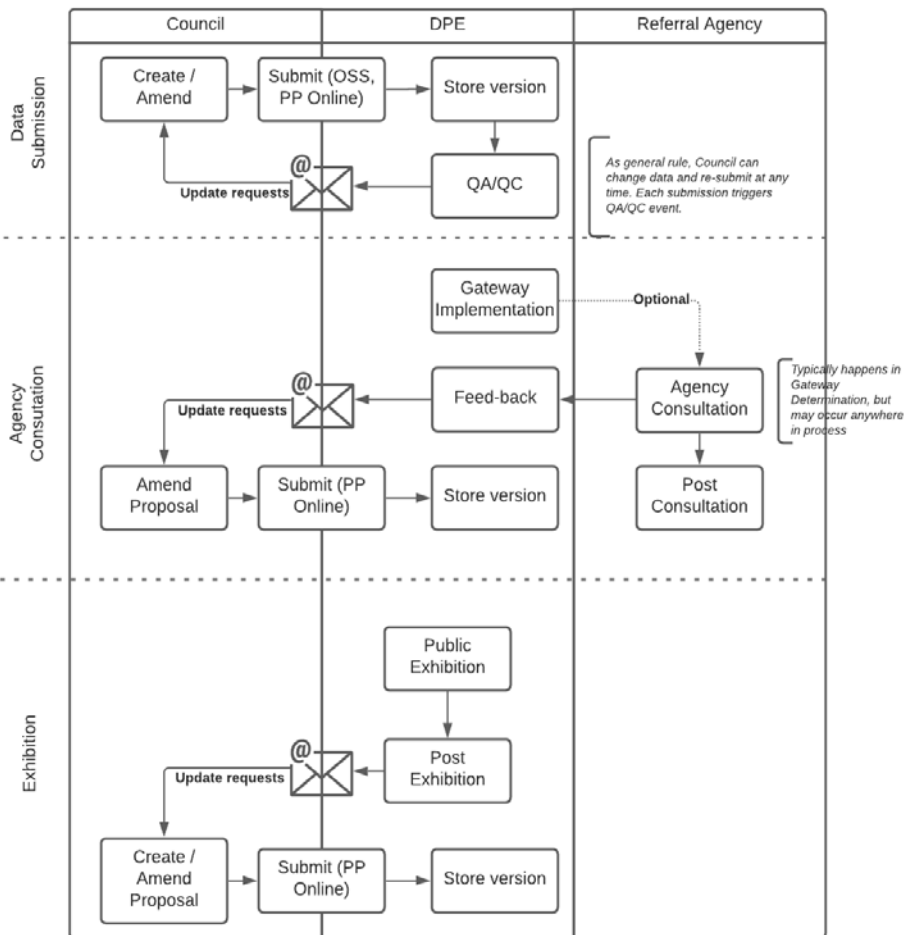 Council
DPE
Referral Agency
Data
Submission
Create /
Amend
Submit (OSS,
PP Online)
Store version
@
Update requests
QA/QC
As general rule, Council can
change data and re-submit at any
time. Each submission triggers
QA/QC event.
Agency
Consutation
Gateway
Implementation
Optional
@
Update requests
Feed-back
Agency
Consultation
Typically happens in
Gateway
Determination, but
may occur anywhere
in process
Amend
Proposal
Submit (PP
Online)
Store version
Post
Consultation
Exhibition
Public
Exhibition
@
Update requests
Post
Exhibition
Create /
Amend
Proposal
Submit (PP
Online)
Store version